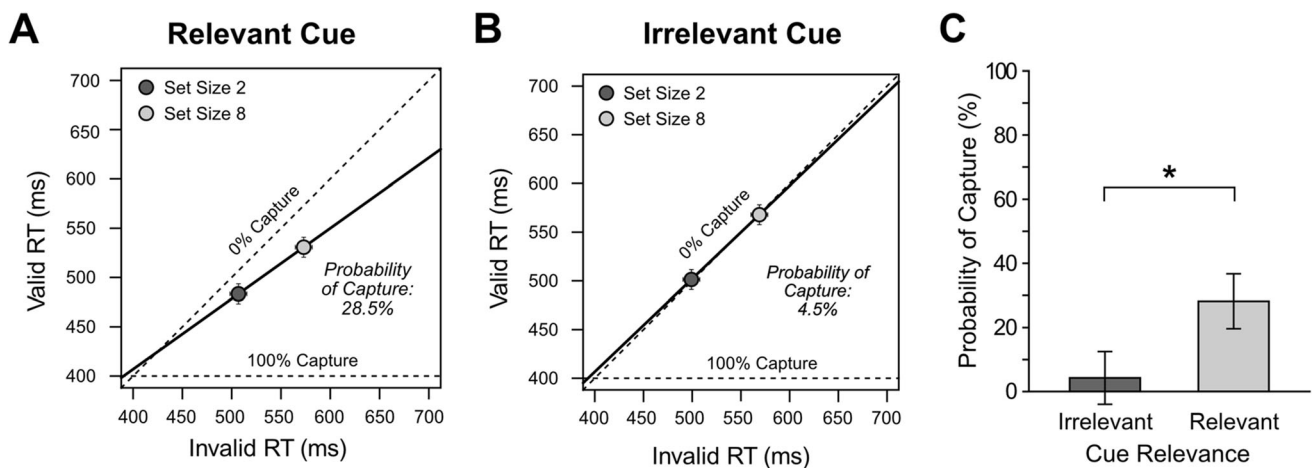 A
Relevant Cue
Valid RT (ms)
700
650
600
550
500
450
400
Set Size 2
Set Size 8
0% Capture
Probability
of Capture:
28.5%
100% Capture
400 450 500 550 600 650 700
Invalid RT (ms)
B
Irrelevant Cue
Valid RT (ms)
700
650
600
550
500
450
400
Set Size 2
Set Size 8
0% Capture
Probability of
Capture:
4.5%
100% Capture
400 450 500 550 600 650 700
Invalid RT (ms)
C
Probability of Capture (%)
100
80
60
40
20
0
*
Irrelevant Relevant
Cue Relevance